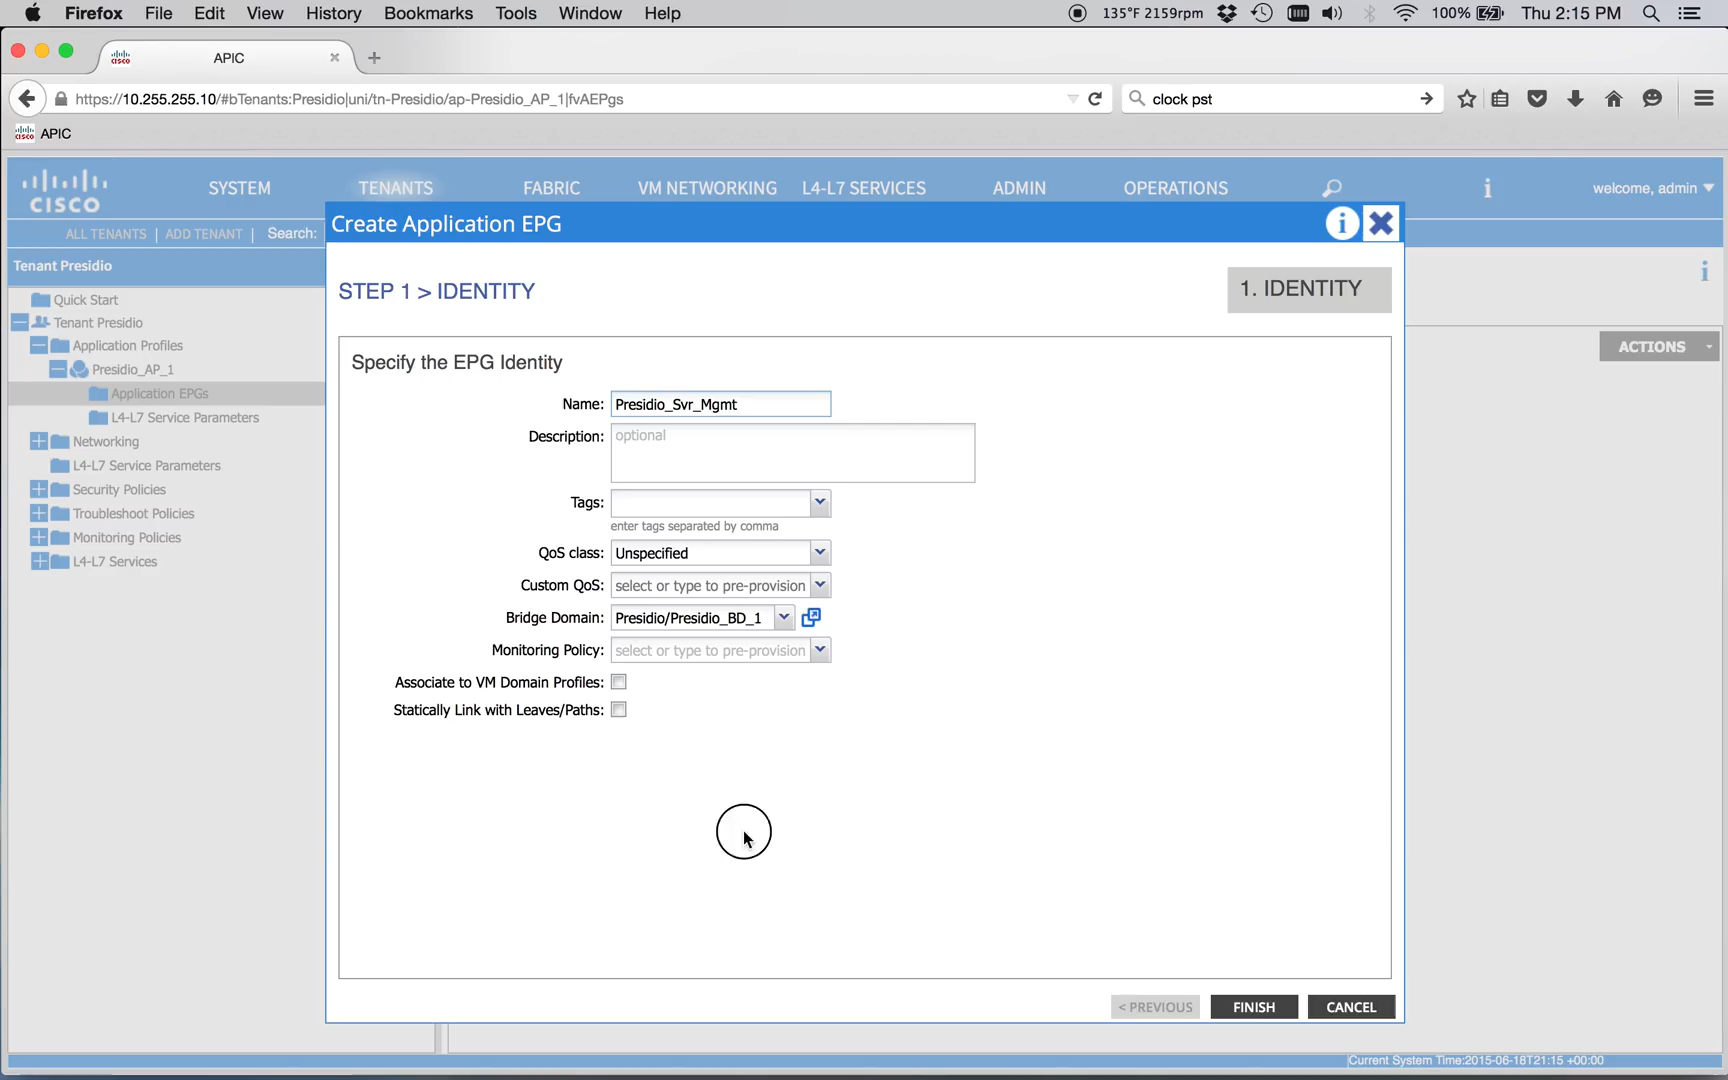 Firefox File Edit View History Bookmarks Tools Window Help 135°F 2159rpm 100% Thu 2:15 PM
APIC
https://10.255.255.10/#bTenants:Presidio|uni/tn-Presidio/ap-Presidio_AP_1|fvAEPgs clock pst
cisco APIC
CISCO SYSTEM TENANTS FABRIC VM NETWORKING L4-L7 SERVICES ADMIN OPERATIONS i welcome, admin
ALL TENANTS | ADD TENANT | Search:
Create Application EPG i
Tenant Presidio
Quick Start
Tenant Presidio
Application Profiles
Presidio_AP_1
Application EPGs
L4-L7 Service Parameters
Networking
L4-L7 Service Parameters
Security Policies
Troubleshoot Policies
Monitoring Policies
L4-L7 Services
i
ACTIONS
STEP 1 > IDENTITY
1. IDENTITY
Specify the EPG Identity
Name: Presidio_Svr_Mgmt
Description: optional
Tags:
enter tags separated by comma
QoS class: Unspecified
Custom QoS: select or type to pre-provision
Bridge Domain: Presidio/Presidio_BD_1
Monitoring Policy: select or type to pre-provision
Associate to VM Domain Profiles:
Statically Link with Leaves/Paths:
< PREVIOUS FINISH CANCEL
Current System Time:2015-06-18T21:15 +00:00